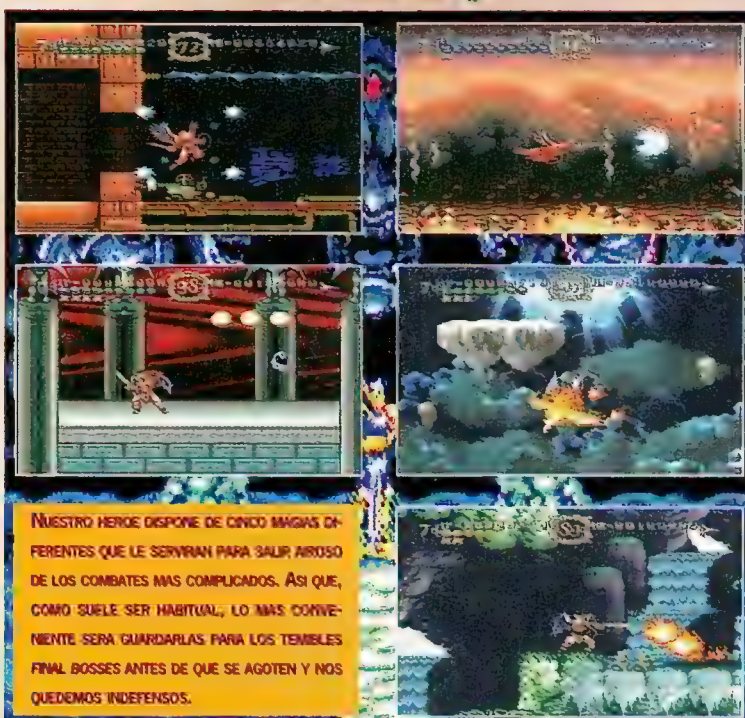 72
98
NUESTRO HEROE DISPONE DE CINCO MAGIAS DI-
FERENTES QUE LE SERVIRAN PARA SALIR AIROSO
DE LOS COMBATES MAS COMPLICADOS. ASI QUE,
COMO SUELE SER HABITUAL, LO MAS CONVE-
NIENTE SERA GUARDARLAS PARA LOS TEMIBLES
FINAL BOSSES ANTES DE QUE SE AGOTEN Y NOS
QUEDEMOS INDEFENSOS.